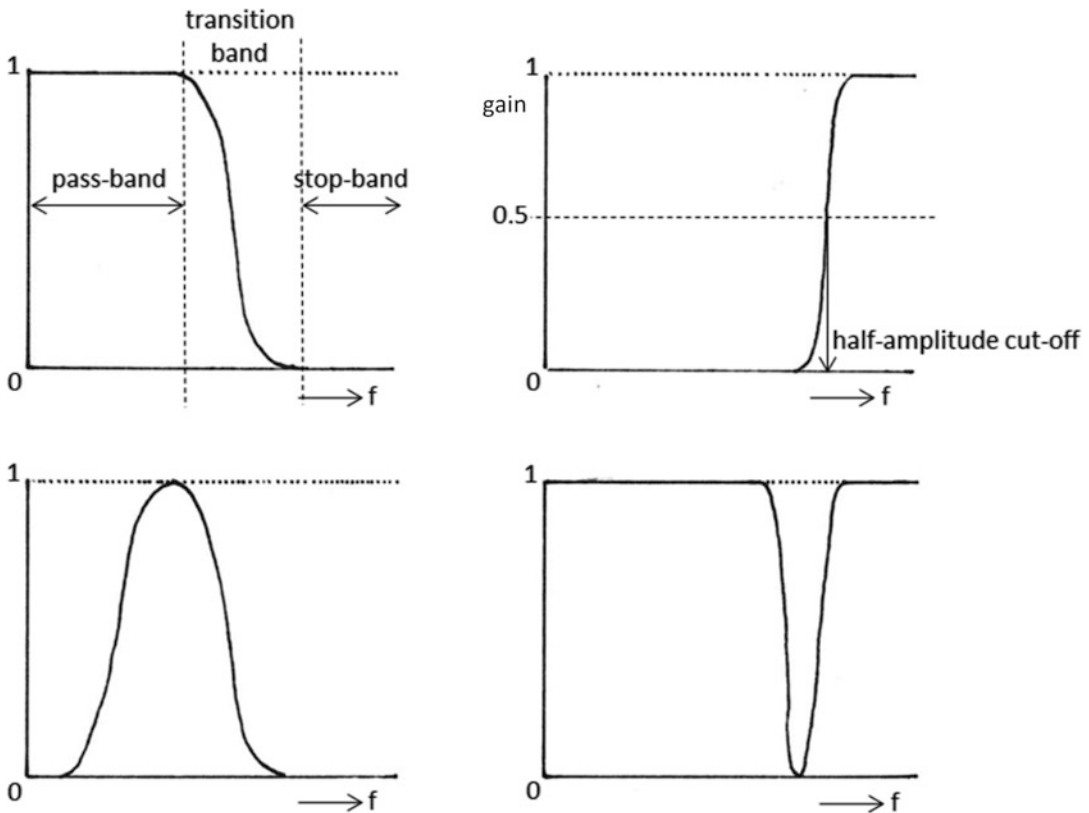 transition
band
1
pass-band
stop-band
0
f
1
gain
0.5
half-amplitude cut-off
0
f
1
0
f
1
0
f